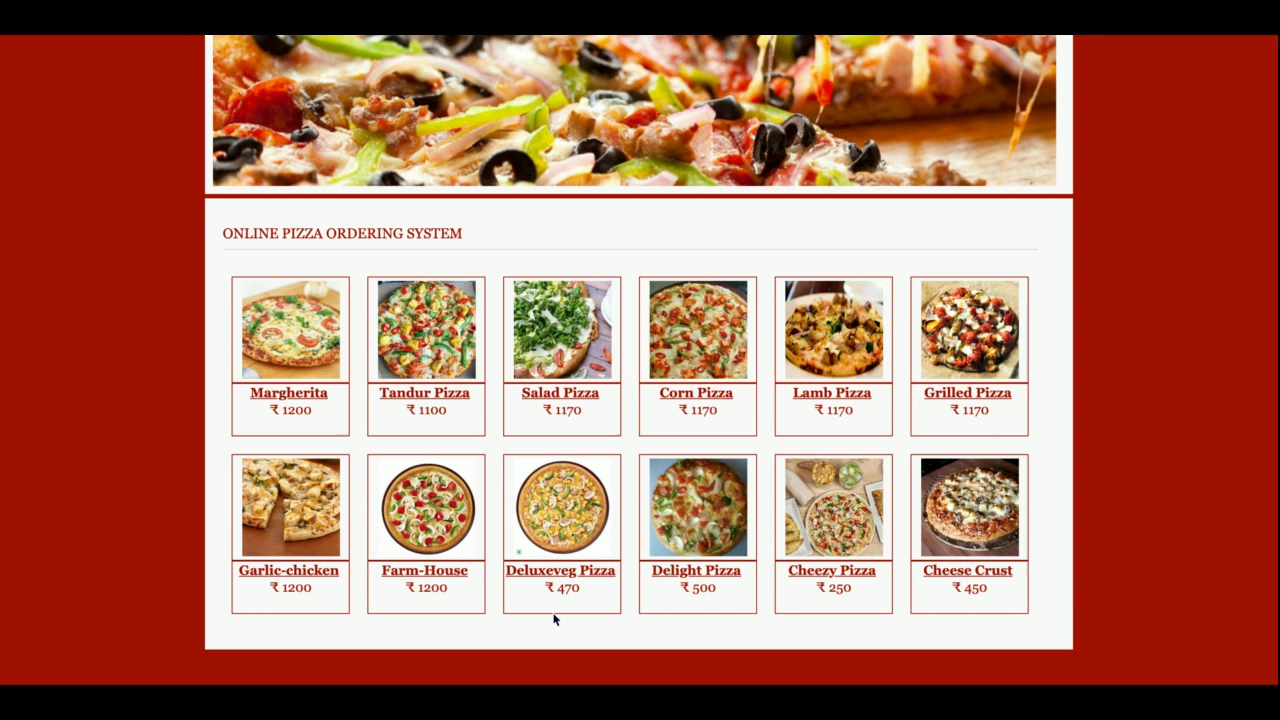 ONLINE PIZZA ORDERING SYSTEM
Margherita Tandur Pizza Salad Pizza Corn Pizza Lamb Pizza Grilled Pizza
₹ 1200 ₹ 1100 ₹ 1170 ₹ 1170 ₹ 1170 ₹ 1170
Garlic-chicken Farm-House Deluxeveg Pizza Delight Pizza Cheezy Pizza Cheese Crust
₹ 1200 ₹ 1200 ₹ 470 ₹ 500 ₹ 250 ₹ 450